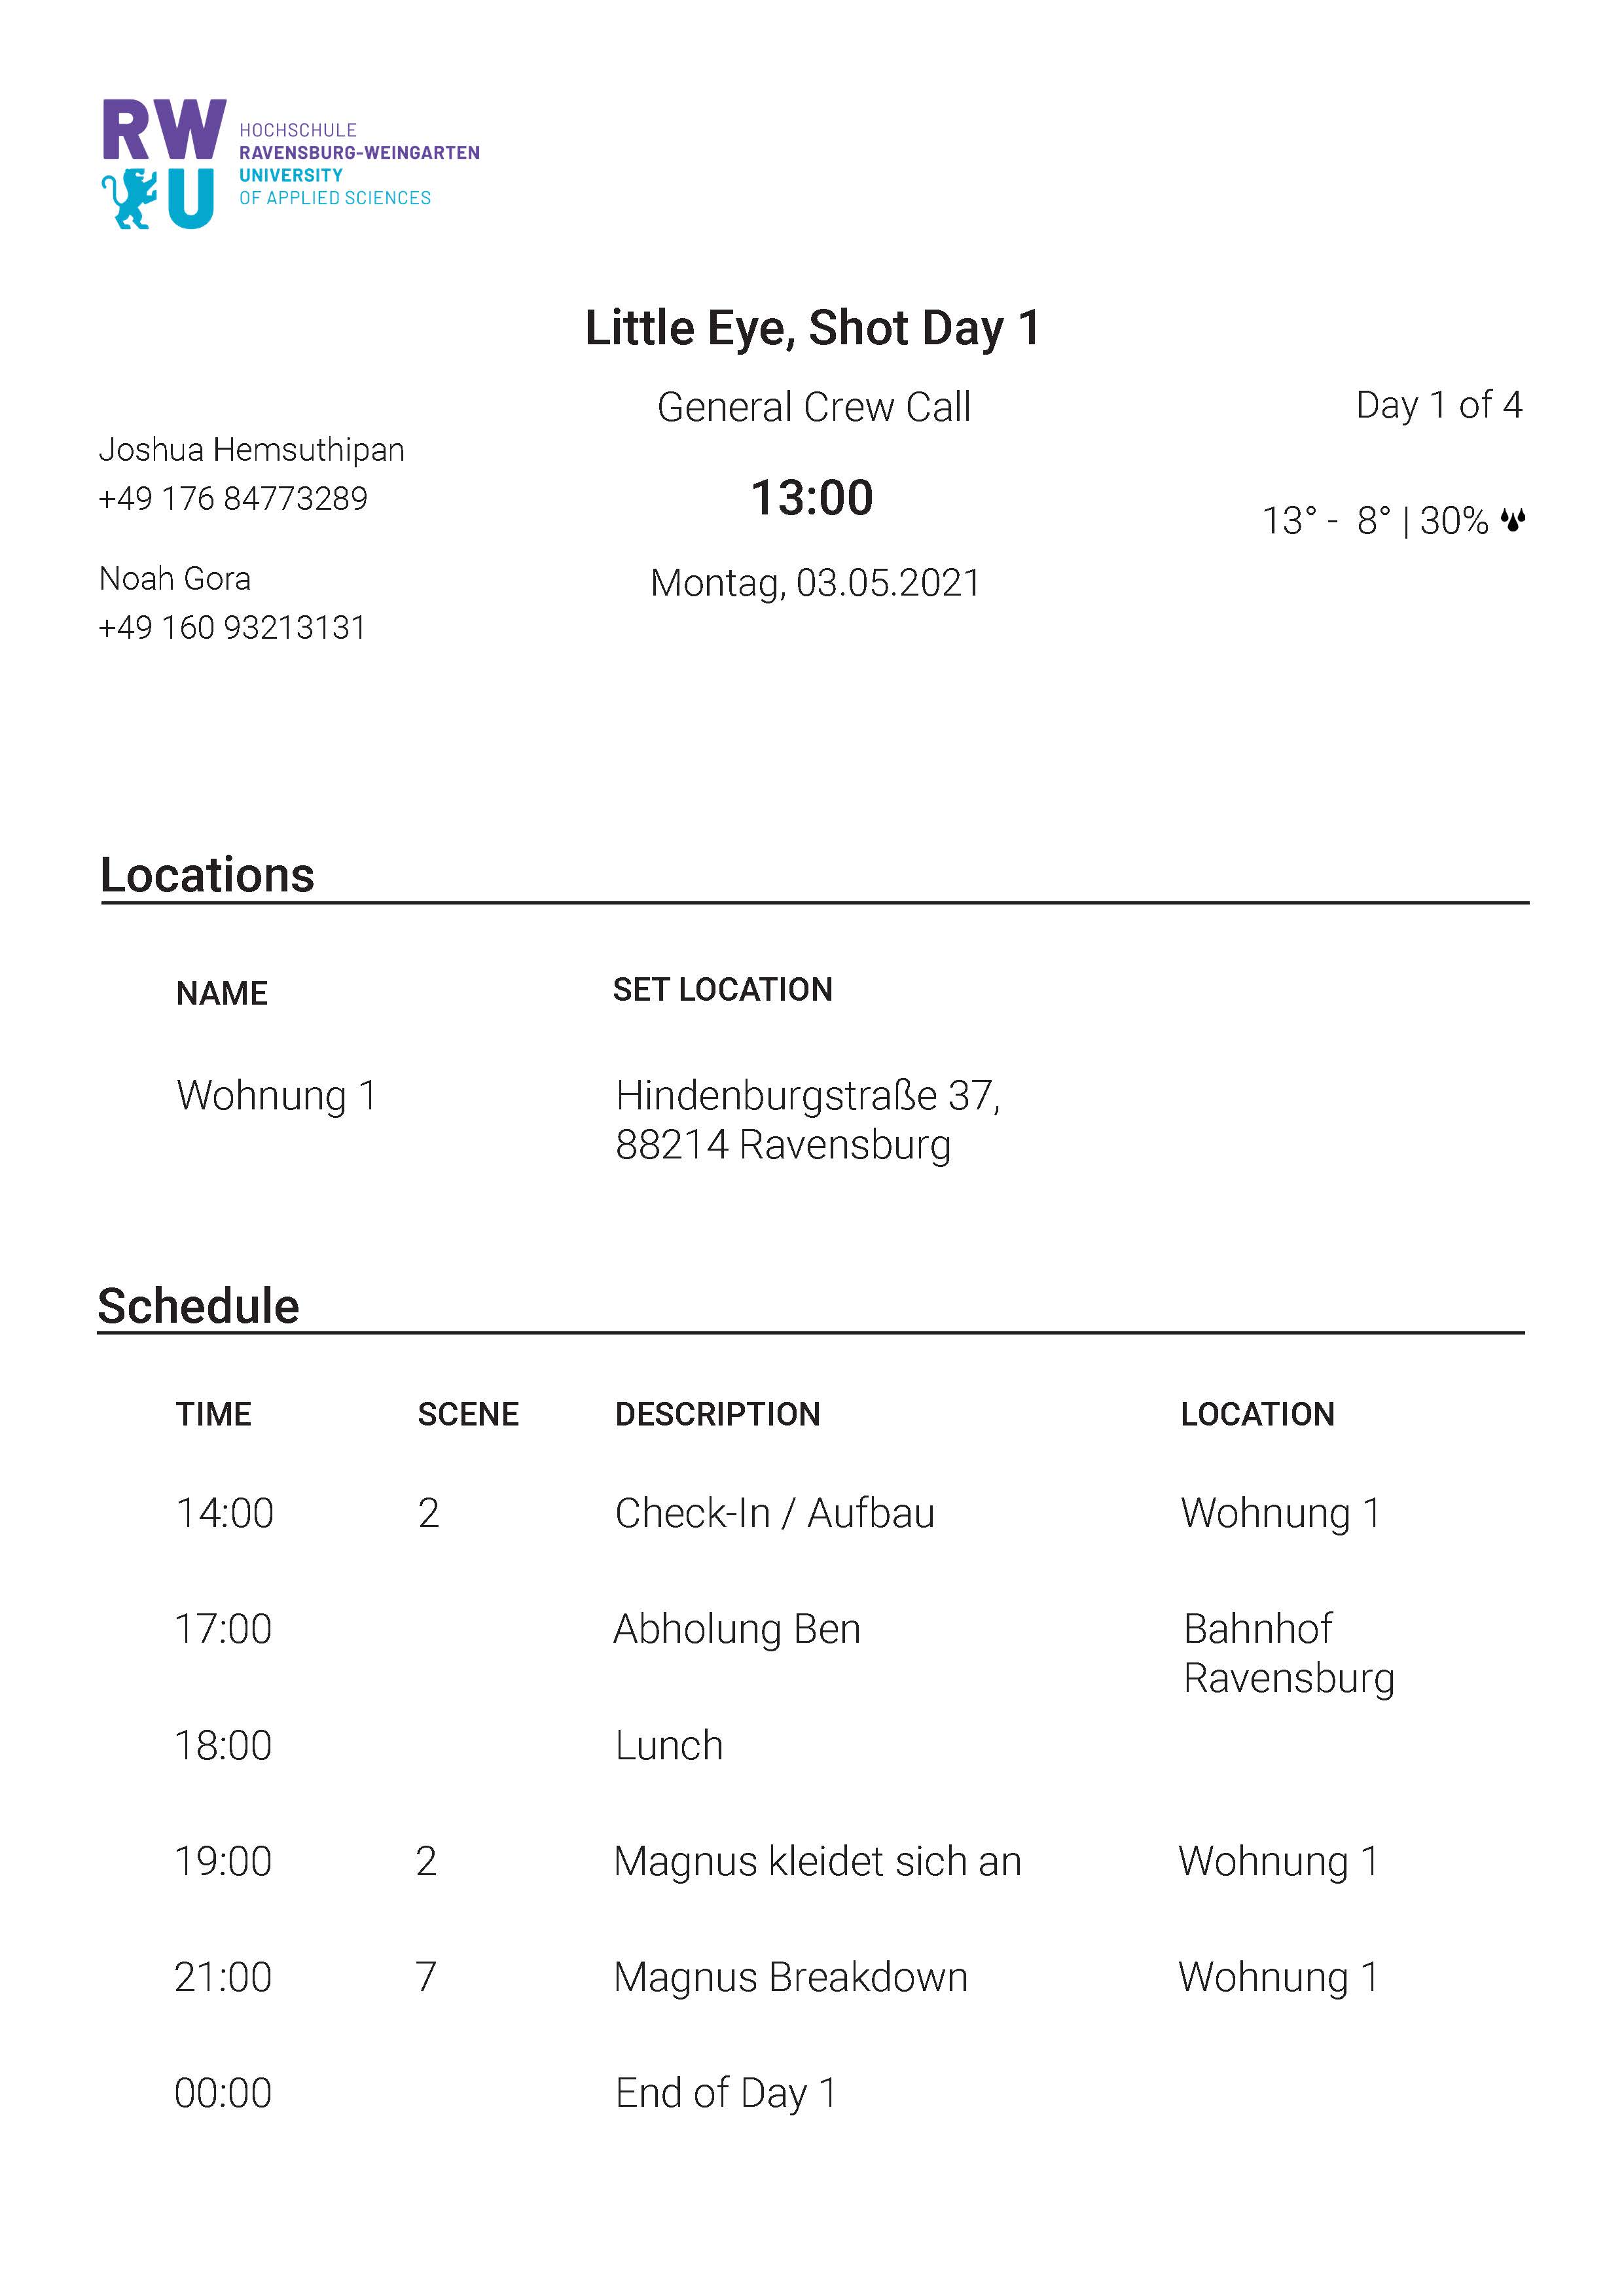 RW
U
HOCHSCHULE
RAVENSBURG-WEINGARTEN
UNIVERSITY
OF APPLIED SCIENCES
Little Eye, Shot Day 1
General Crew Call
Day 1 of 4
Joshua Hemsuthipan
+49 176 84773289
13:00
13° - 8° | 30%
Noah Gora
+49 160 93213131
Montag, 03.05.2021
Locations
NAME SET LOCATION
Wohnung 1 Hindenburgstraße 37,
88214 Ravensburg
Schedule
TIME SCENE DESCRIPTION LOCATION
14:00 2 Check-In / Aufbau Wohnung 1
17:00 Abholung Ben Bahnhof
Ravensburg
18:00 Lunch
19:00 2 Magnus kleidet sich an Wohnung 1
21:00 7 Magnus Breakdown Wohnung 1
00:00 End of Day 1